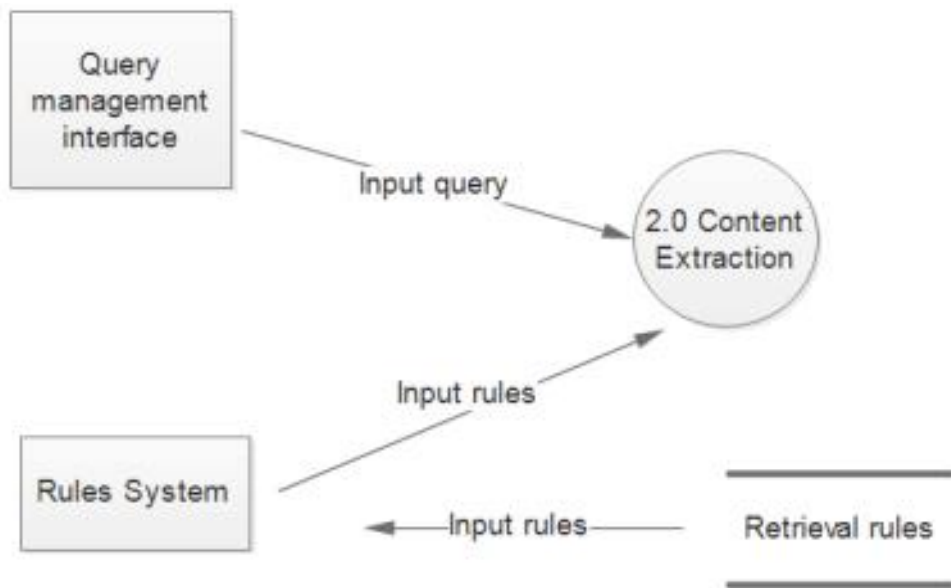 Query
management
interface
Input query
2.0 Content
Extraction
Input rules
Rules System
Input rules
Retrieval rules